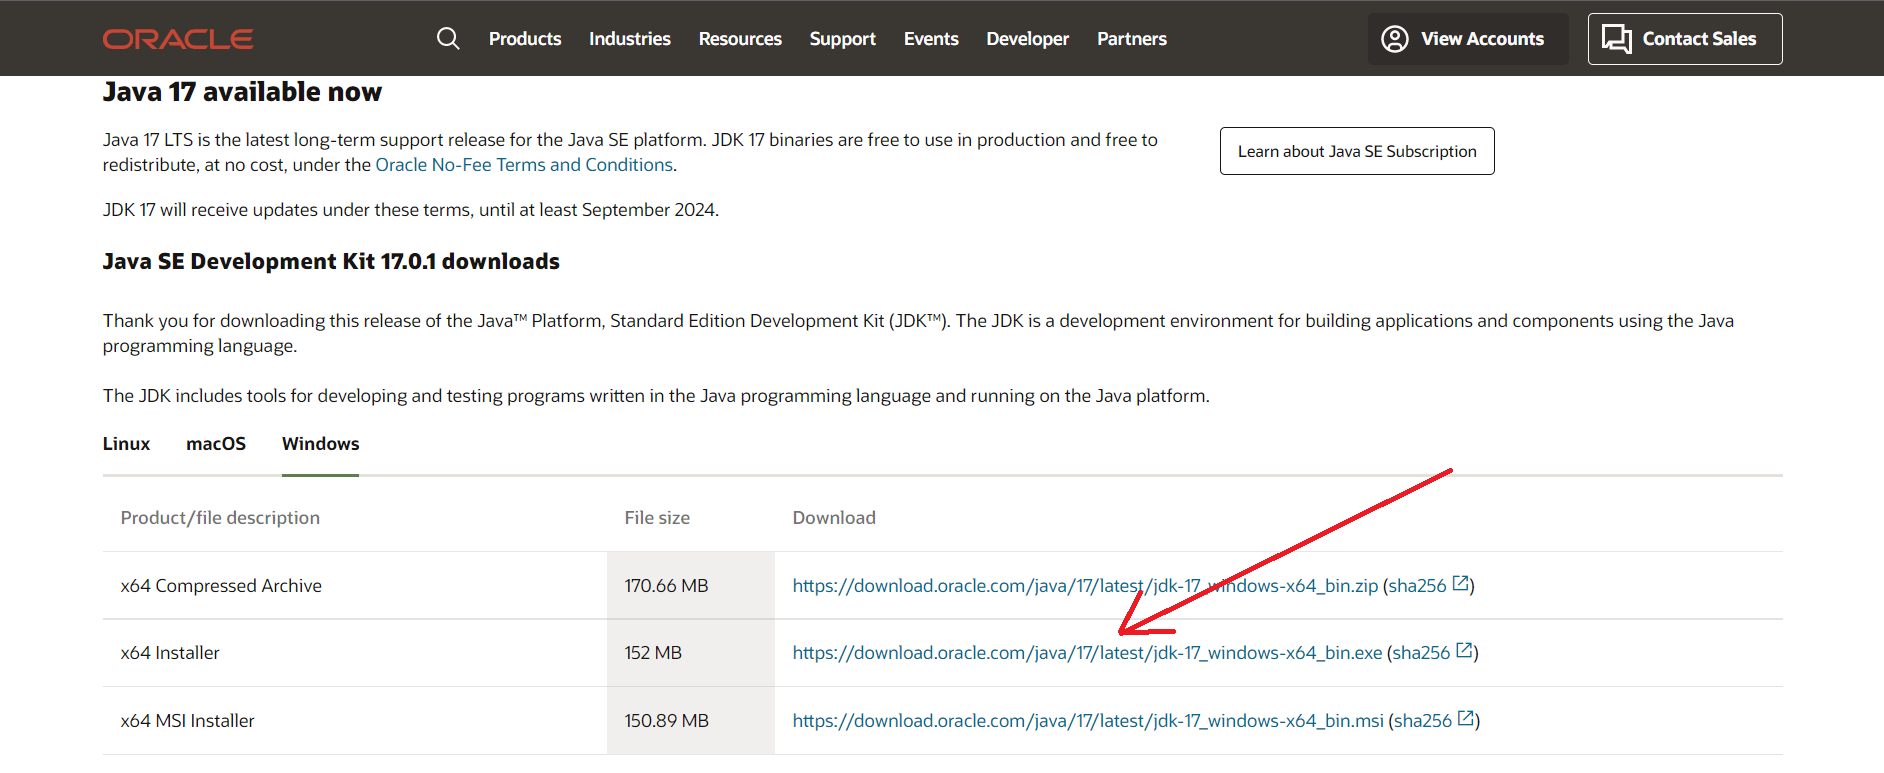 ORACLE
Products Industries Resources Support Events Developer Partners
View Accounts
Contact Sales
Java 17 available now
Java 17 LTS is the latest long-term support release for the Java SE platform. JDK 17 binaries are free to use in production and free to
redistribute, at no cost, under the Oracle No-Fee Terms and Conditions.
Learn about Java SE Subscription
JDK 17 will receive updates under these terms, until at least September 2024.
Java SE Development Kit 17.0.1 downloads
Thank you for downloading this release of the Java™ Platform, Standard Edition Development Kit (JDK™). The JDK is a development environment for building applications and components using the Java
programming language.
The JDK includes tools for developing and testing programs written in the Java programming language and running on the Java platform.
Linux macOS Windows
Product/file description File size Download
x64 Compressed Archive 170.66 MB https://download.oracle.com/java/17/latest/jdk-17_windows-x64_bin.zip (sha256)
x64 Installer 152 MB https://download.oracle.com/java/17/latest/jdk-17_windows-x64_bin.exe (sha256)
x64 MSI Installer 150.89 MB https://download.oracle.com/java/17/latest/jdk-17_windows-x64_bin.msi (sha256)